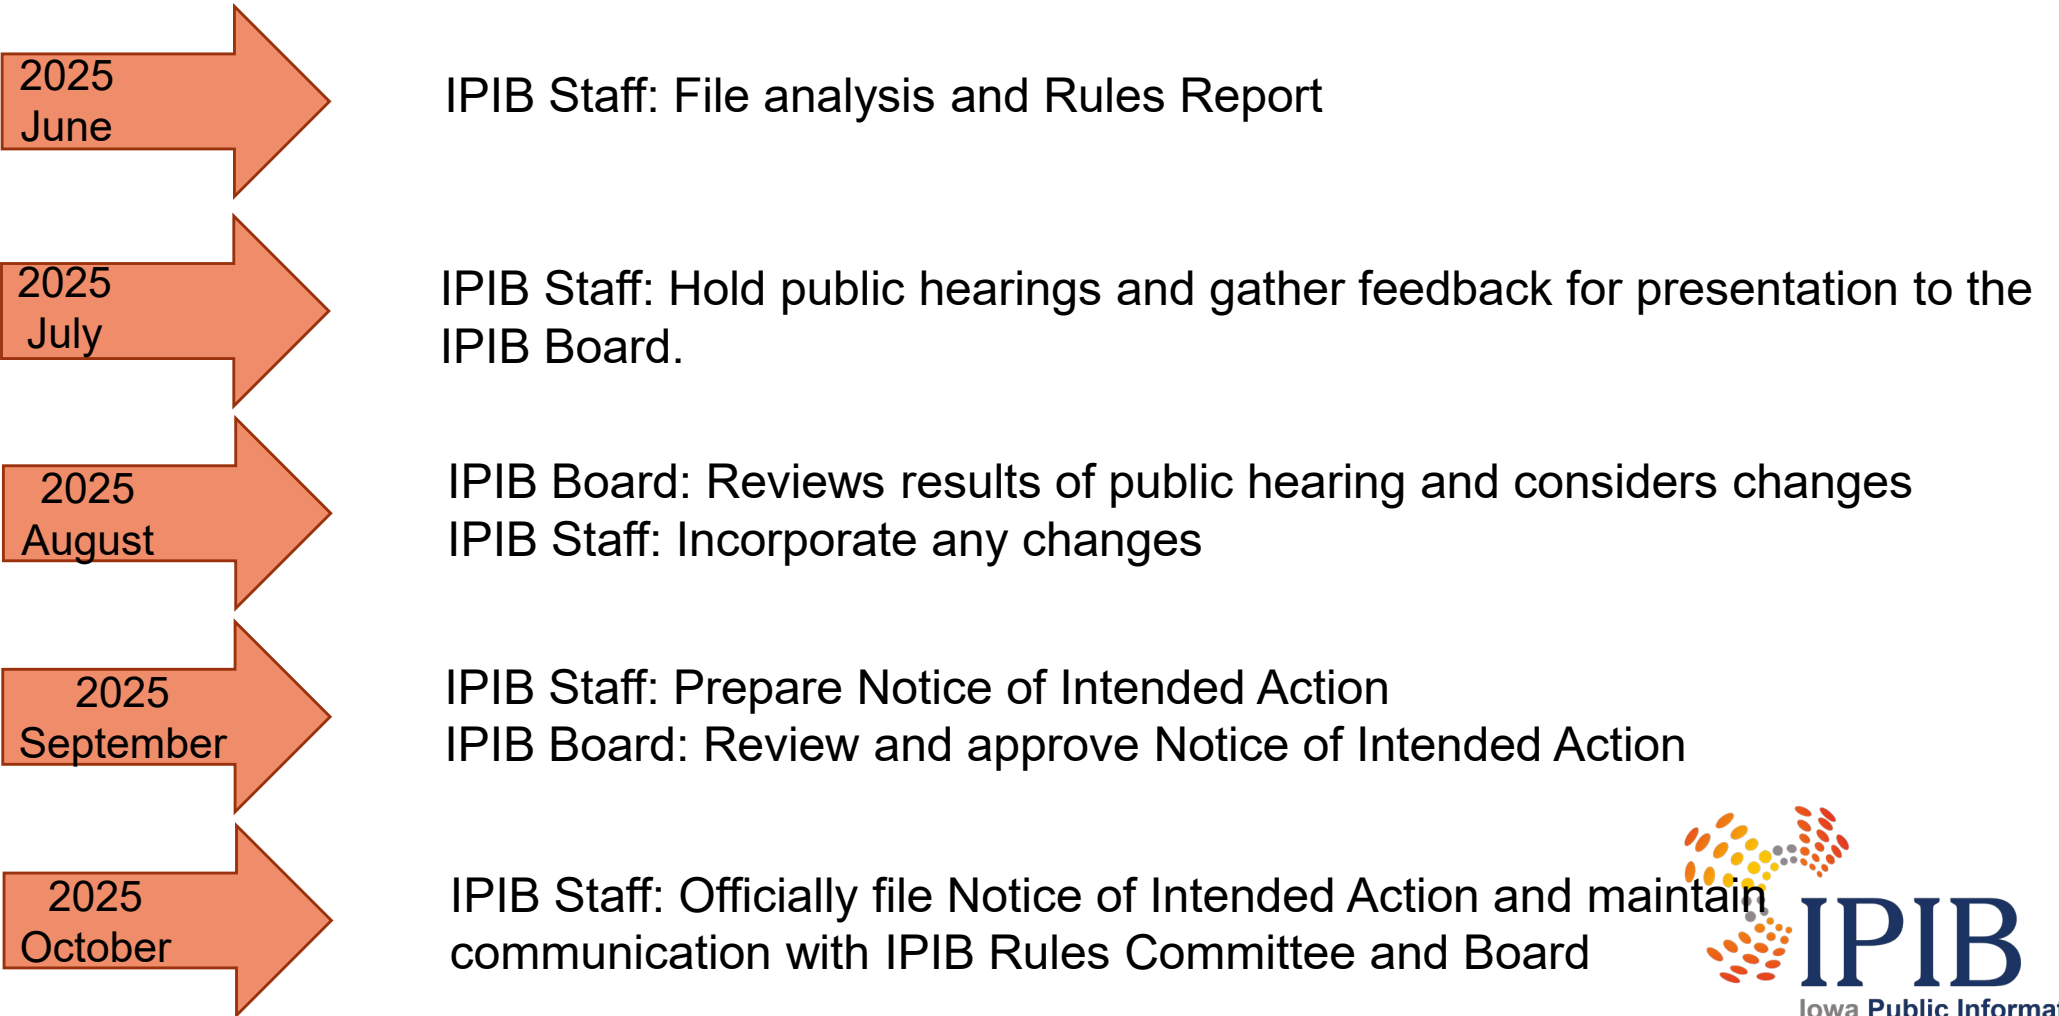 2025
June
IPIB Staff: File analysis and Rules Report
2025
July
IPIB Staff: Hold public hearings and gather feedback for presentation to the
IPIB Board.
2025
August
IPIB Board: Reviews results of public hearing and considers changes
IPIB Staff: Incorporate any changes
2025
September
IPIB Staff: Prepare Notice of Intended Action
IPIB Board: Review and approve Notice of Intended Action
2025
October
IPIB Staff: Officially file Notice of Intended Action and maintain
communication with IPIB Rules Committee and Board
IPIB
Iowa Public